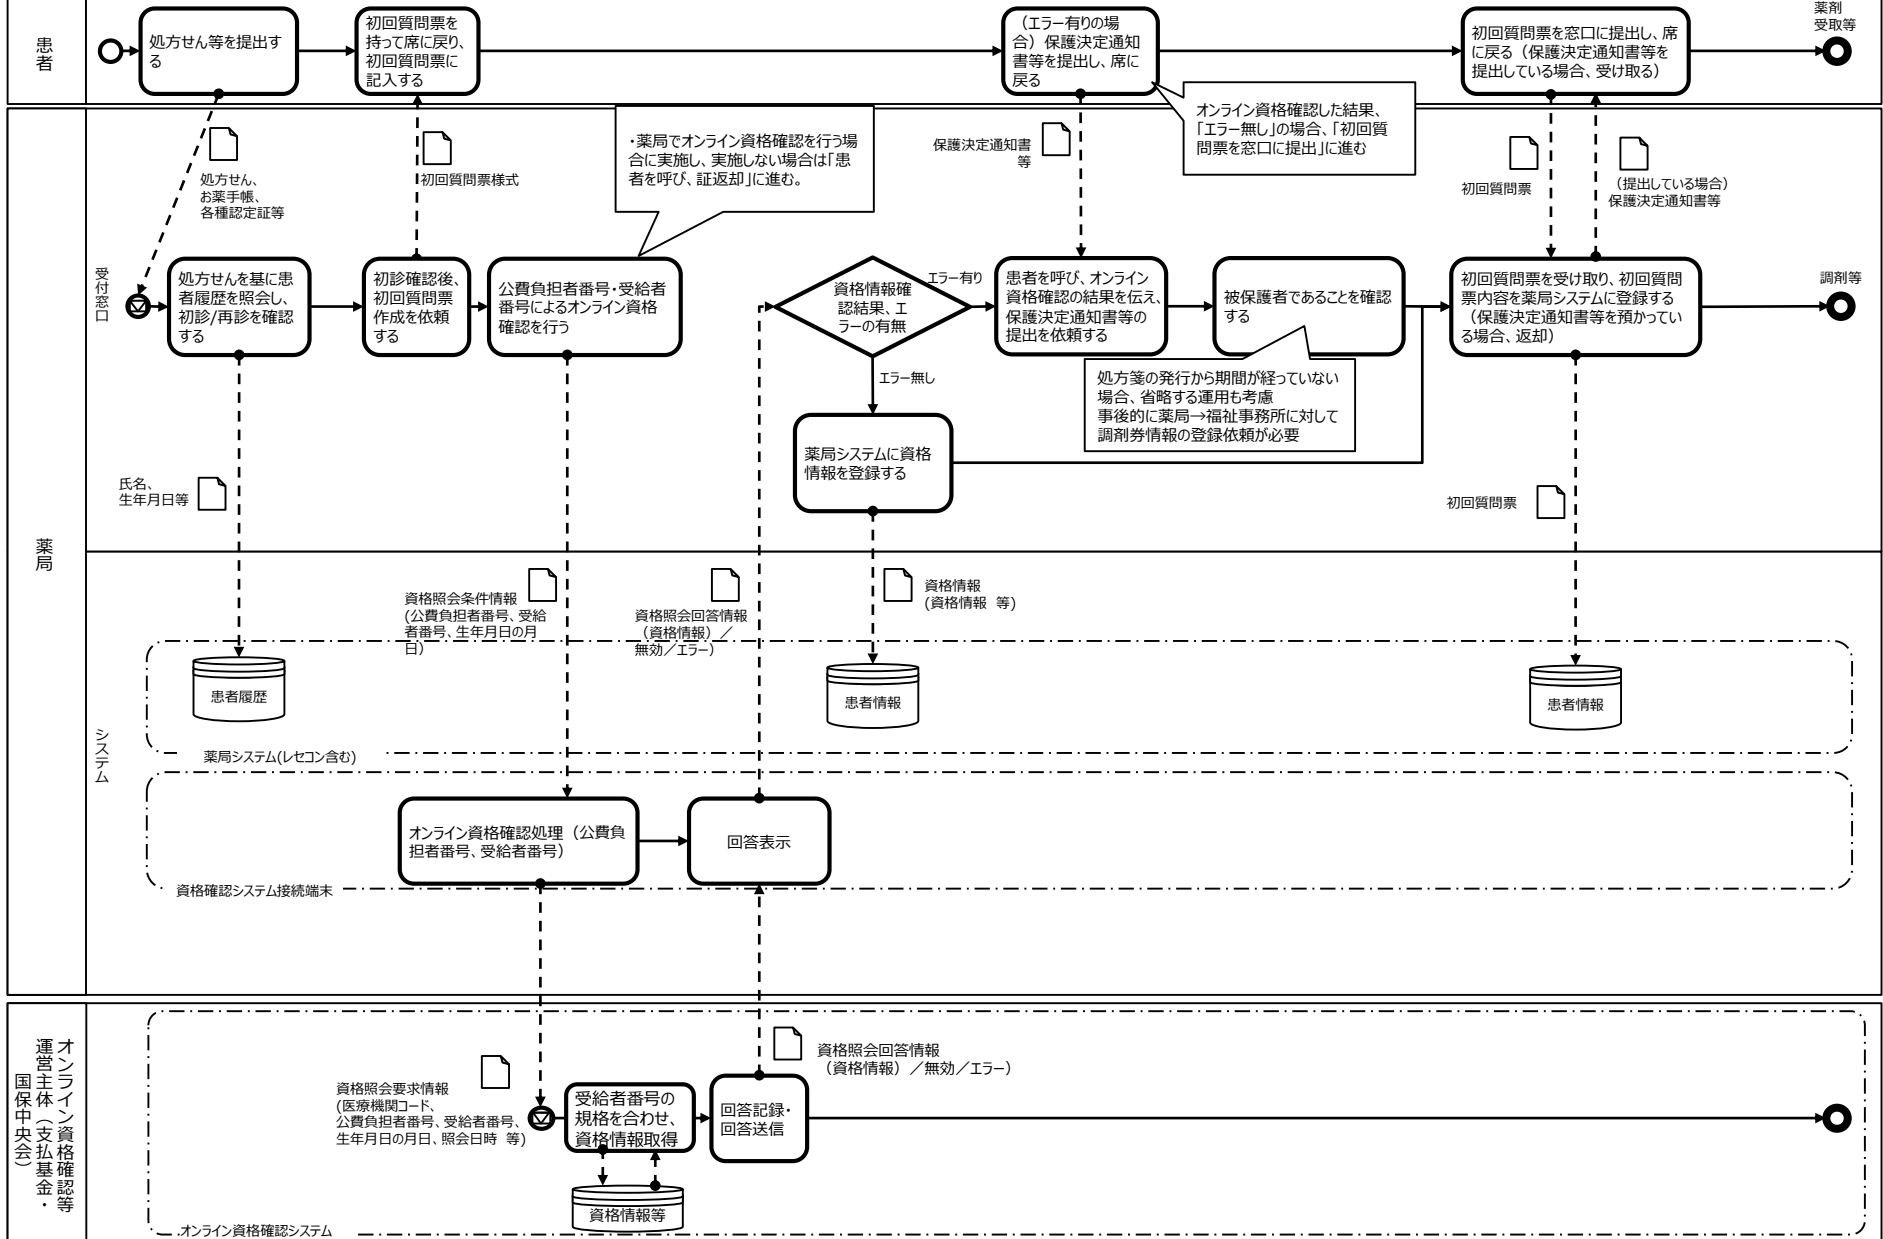 患者
処方せん等を提出す
る
初回質問票を
持って席に戻り、
初回質問票に
記入する
（エラー有りの場
合）保護決定通知
書等を提出し、席に
戻る
初回質問票を窓口に提出し、席
に戻る（保護決定通知書等を
提出している場合、受け取る）
薬剤
受取等
オンライン資格確認した結果、
「エラー無し」の場合、「初回質
問票を窓口に提出」に進む
薬局
受付窓口
処方せん、
お薬手帳、
各種認定証等
初回質問票様式
・薬局でオンライン資格確認を行う場
合に実施し、実施しない場合は「患
者を呼び、証返却」に進む。
保護決定通知書
等
初回質問票
（提出している場合）
保護決定通知書等
処方せんを基に患
者履歴を照会し、
初診/再診を確認
する
初診確認後、
初回質問票
作成を依頼
する
公費負担者番号・受給者
番号によるオンライン資格
確認を行う
資格情報確
認結果、エ
ラーの有無
エラー有り
エラー無し
患者を呼び、オンライン
資格確認の結果を伝え、
保護決定通知書等の
提出を依頼する
被保護者であることを確認
する
初回質問票を受け取り、初回質問
票内容を薬局システムに登録する
（保護決定通知書等を預かってい
る場合、返却）
調剤等
処方箋の発行から期間が経っていない
場合、省略する運用も考慮
事後的に薬局→福祉事務所に対して
調剤券情報の登録依頼が必要
薬局システムに資格
情報を登録する
氏名、
生年月日等
初回質問票
システム
資格照会条件情報
(公費負担者番号、受給
者番号、生年月日の月
日）
資格照会回答情報
（資格情報）／
無効／エラー）
資格情報
(資格情報 等)
患者履歴
患者情報
患者情報
薬局システム(レセコン含む)
オンライン資格確認処理（公費負
担者番号、受給者番号）
回答表示
資格確認システム接続端末
オンライン資格確認等
運営主体（支払基金・
国保中央会）
資格照会要求情報
(医療機関コード、
公費負担者番号、受給者番号、
生年月日の月日、照会日時 等)
受給者番号の
規格を合わせ、
資格情報取得
回答記録・
回答送信
資格照会回答情報
（資格情報）／無効／エラー）
資格情報等
オンライン資格確認システム